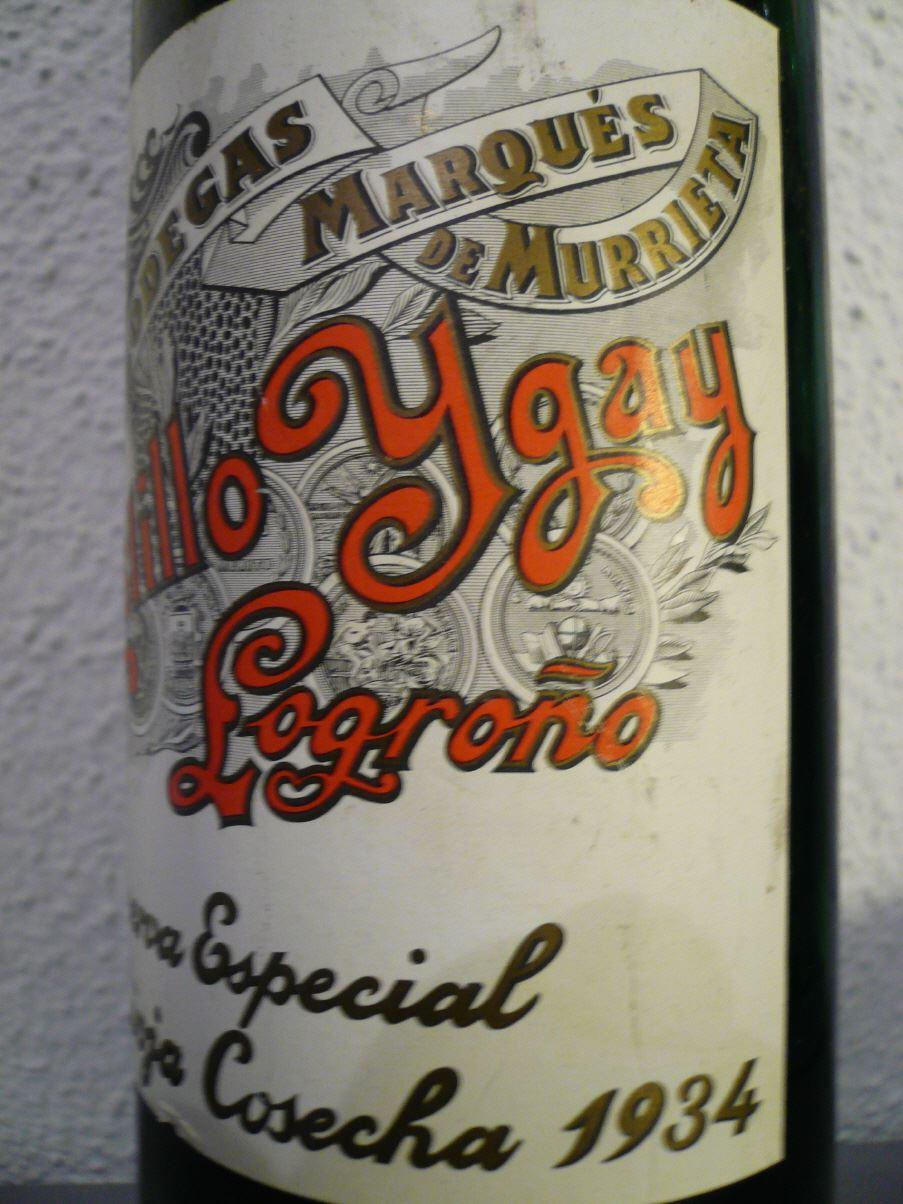 BODEGAS MARQUÉS
DE MURRIETA
Ygay
Logroño
Especial
Cosecha 1934